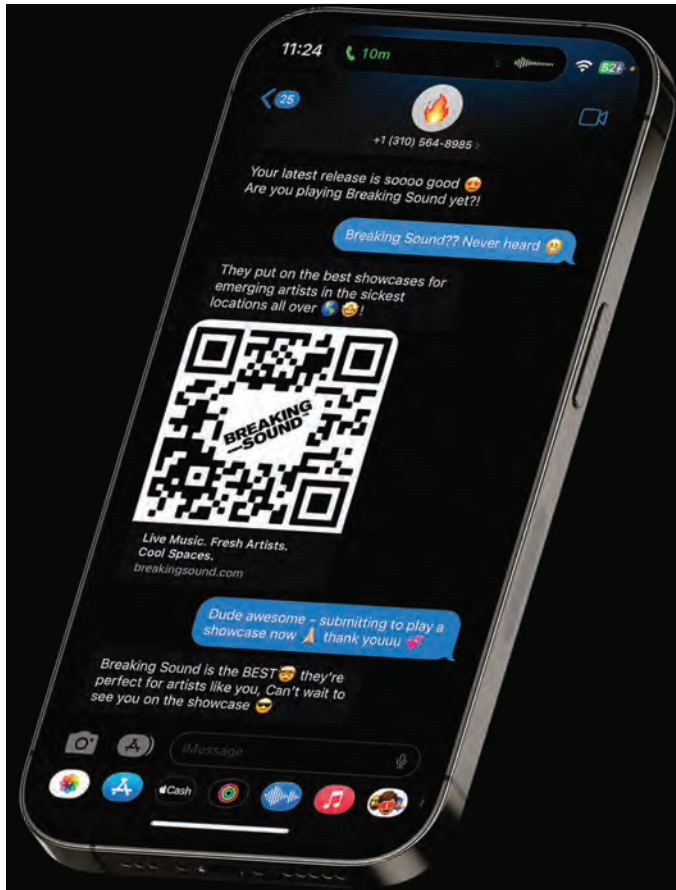 11:24
10m
52
25
+1 (310) 564-8985 >
Your latest release is soooo good 😍
Are you playing Breaking Sound yet?!
Breaking Sound?? Never heard 😬
They put on the best showcases for
emerging artists in the sickest
locations all over 🌎 🤩!
BREAKING
SOUND
Live Music. Fresh Artists.
Cool Spaces.
breakingsound.com
Dude awesome – submitting to play a
showcase now 🙏🏼 thank youuu 💞
Breaking Sound is the BEST🤯 they're
perfect for artists like you, Can't wait to
see you on the showcase 😎
iMessage
Cash